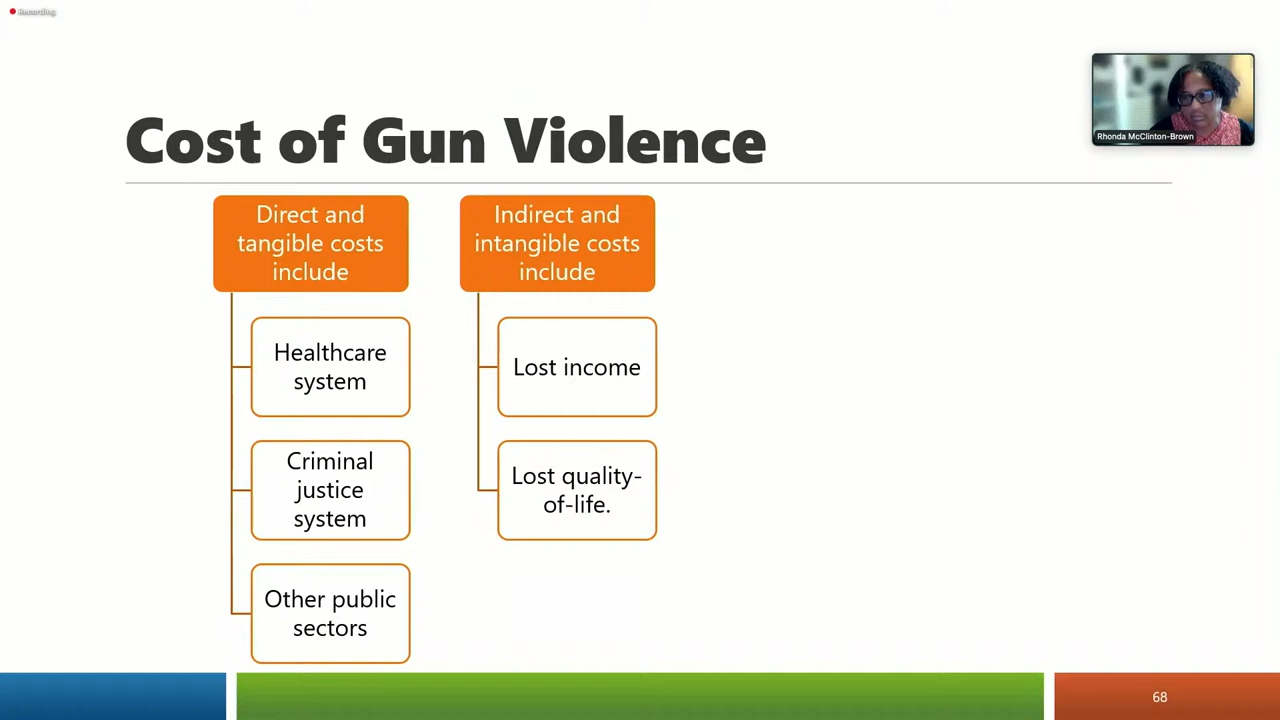 Recording
Rhonda McClinton-Brown
Cost of Gun Violence
Direct and
tangible costs
include
Healthcare
system
Criminal
justice
system
Other public
sectors
Indirect and
intangible costs
include
Lost income
Lost quality-
of-life.
68